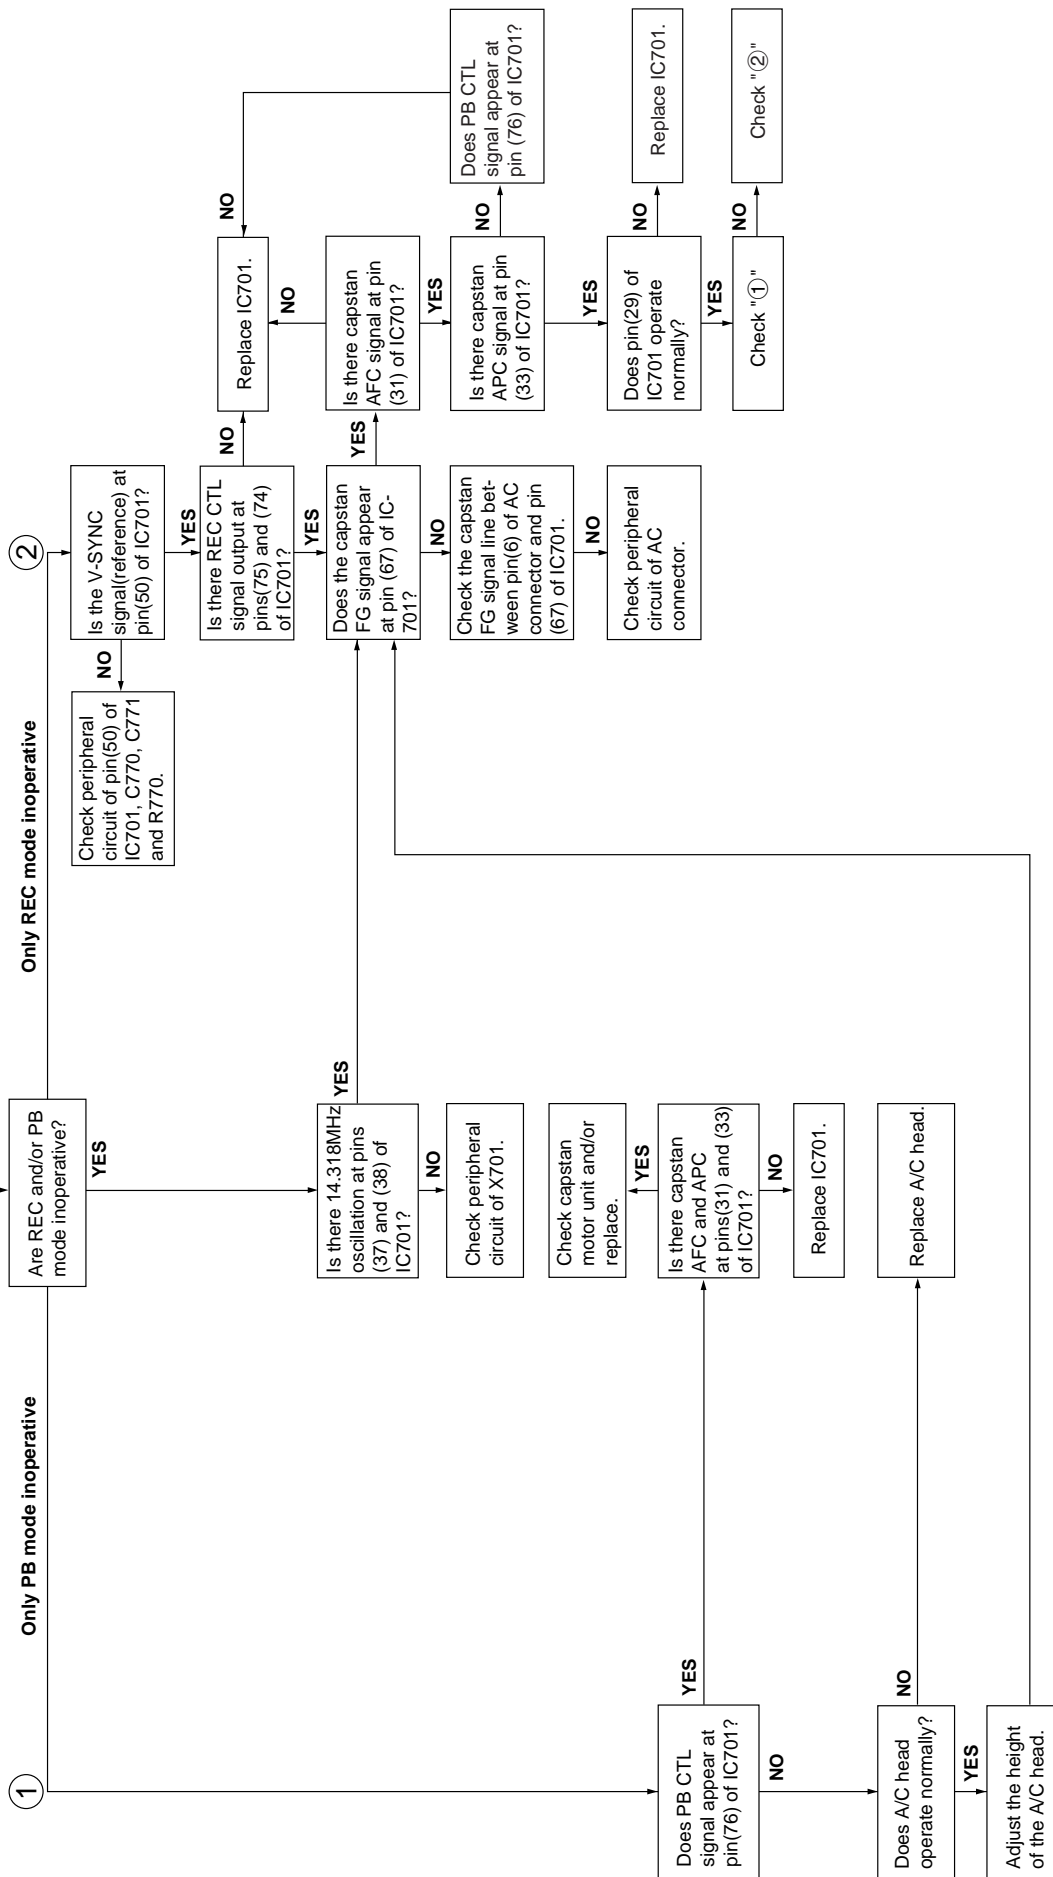 Are REC and/or PB
mode inoperative?
YES
①
Only PB mode inoperative
Only REC mode inoperative
②
Is there 14.318MHz
oscillation at pins
(37) and (38) of
IC701?
YES
NO
Check peripheral
circuit of X701.
Does PB CTL
signal appear at
pin(76) of IC701?
YES
NO
Is there capstan
AFC and APC
at pins(31) and (33)
of IC701?
YES
Check capstan
motor unit and/or
replace.
NO
Replace IC701.
Does A/C head
operate normally?
NO
Replace A/C head.
YES
Adjust the height
of the A/C head.
Is the V-SYNC
signal(reference) at
pin(50) of IC701?
NO
Check peripheral
circuit of pin(50) of
IC701, C770, C771
and R770.
YES
Is there REC CTL
signal output at
pins(75) and (74)
of IC701?
NO
Replace IC701.
YES
Does the capstan
FG signal appear
at pin (67) of IC-
701?
YES
NO
Check the capstan
FG signal line bet-
ween pin(6) of AC
connector and pin
(67) of IC701.
NO
Check peripheral
circuit of AC
connector.
Is there capstan
AFC signal at pin
(31) of IC701?
NO
YES
Is there capstan
APC signal at pin
(33) of IC701?
NO
Does PB CTL
signal appear at
pin (76) of IC701?
NO
YES
Does pin(29) of
IC701 operate
normally?
NO
Replace IC701.
YES
Check "①"
NO
Check "②"